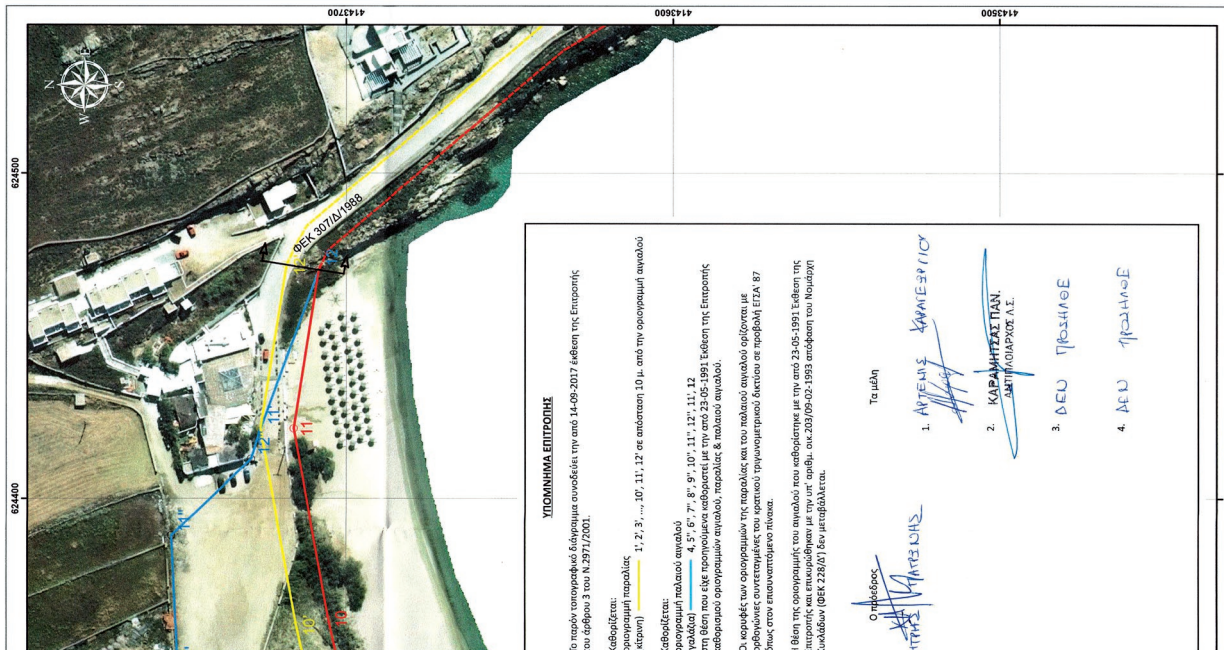 4143700
4143600
4143500
N
W
S
624500
624400
ΦΕΚ 307/Δ/1988
Α
Α
12'
12
12
11
11'
11
11''
10
ΥΠΟΜΝΗΜΑ ΕΠΙΤΡΟΠΗΣ
παρόν τοπογραφικό διάγραμμα συνοδεύει την από 14-09-2017 έκθεση της Επιτροπής
του άρθρου 3 του Ν.2971/2001.
Καθορίζεται:
οριογραμμή παραλίας
κίτρινη) 1', 2', 3', ..., 10', 11', 12' σε απόσταση 10 μ. από την οριογραμμή αιγιαλού
Καθορίζεται:
οριογραμμή παλαιού αιγιαλού
γαλάζια) 4, 5'', 6'', 7'', 8'', 9'', 10'', 11'', 12'', 11', 12
στη θέση που είχε προηγούμενα καθοριστεί με την από 23-05-1991 Έκθεση της Επιτροπής
καθορισμού οριογραμμών αιγιαλού, παραλίας & παλαιού αιγιαλού.
Οι κορυφές των οριογραμμών της παραλίας και του παλαιού αιγιαλού ορίζονται με
ορθογώνιες συντεταγμένες του κρατικού τριγωνομετρικού δικτύου σε προβολή ΕΓΣΑ' 87
όπως στον επισυναπτόμενο πίνακα.
θέση της οριογραμμής του αιγιαλού που καθορίστηκε με την από 23-05-1991 Έκθεση της
Επιτροπής και επικυρώθηκαν με την υπ' αριθμ. οικ.203/09-02-1993 απόφαση του Νομάρχη
Κυκλάδων (ΦΕΚ 228/Δ') δεν μεταβάλλεται.
Ο πρόεδρος
Τα μέλη
1. ΑΡΤΕΜΙΣ ΚΑΡΑΓΕΩΡΓΙΟΥ
2. ΚΑΡΑΜΗΤΣΑΣ ΠΑΝ.
ΑΝΤΙΠΛΟΙΑΡΧΟΣ Λ.Σ.
3. ΔΕΝ ΠΡΟΣΗΛΘΕ
4. ΔΕΝ ΠΡΟΣΗΛΘΕ